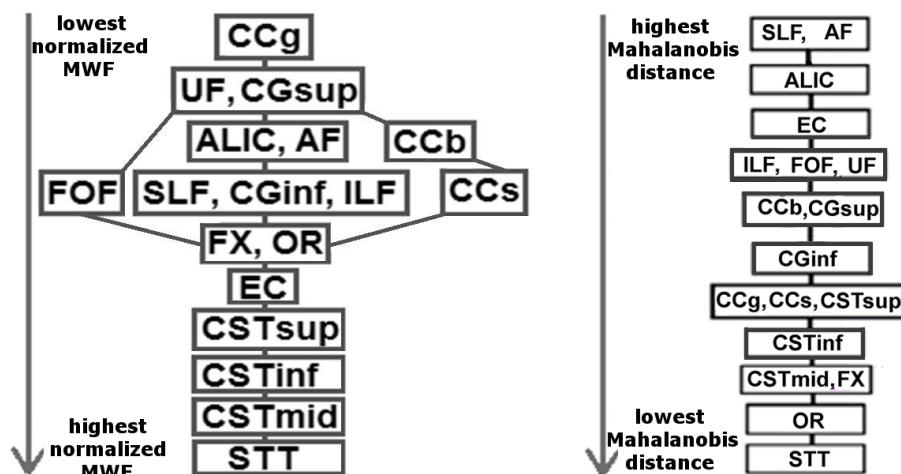 lowest
normalized
MWF
CCg
UF, CGsup
ALIC, AF
CCb
FOF
SLF, CGinf, ILF
CCs
FX, OR
EC
CSTsup
CSTinf
CSTmid
STT
highest
normalized
MWF
highest
Mahalanobis
distance
SLF, AF
ALIC
EC
ILF, FOF, UF
CCb,CGsup
CGinf
CCg,CCs,CSTsup
CSTinf
CSTmid,FX
OR
STT
lowest
Mahalanobis
distance